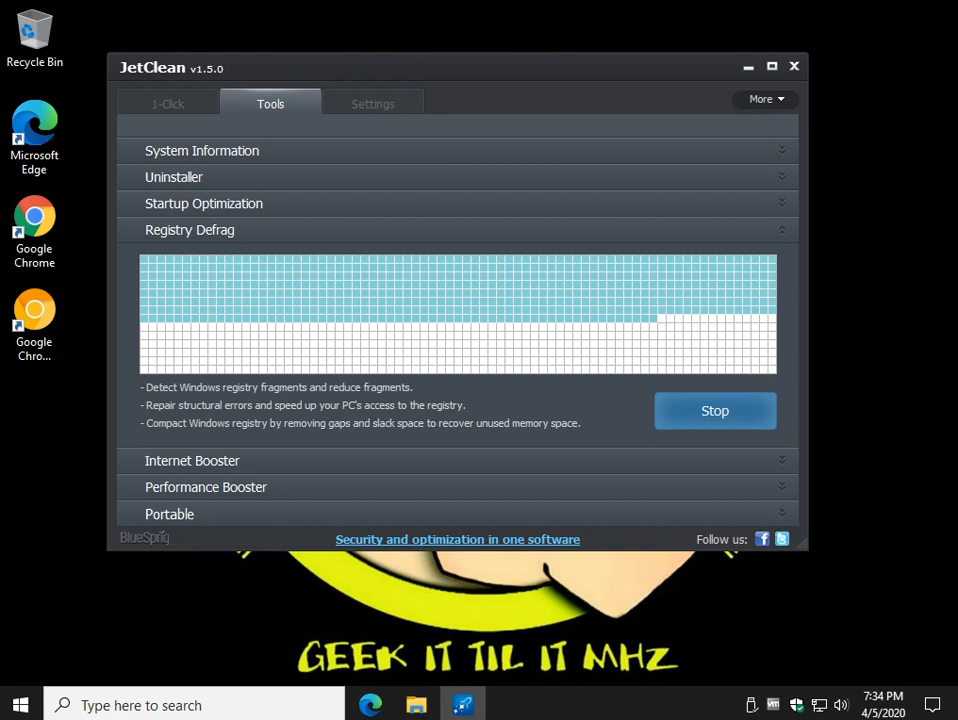 Recycle Bin
Microsoft
Edge
Google
Chrome
Google
Chro...
JetClean v1.5.0
1-Click
Tools
Settings
More
System Information
Uninstaller
Startup Optimization
Registry Defrag
- Detect Windows registry fragments and reduce fragments.
- Repair structural errors and speed up your PC's access to the registry.
- Compact Windows registry by removing gaps and slack space to recover unused memory space.
Stop
Internet Booster
Performance Booster
Portable
BlueSprig
Security and optimization in one software
Follow us:
GEEK IT TIL IT MHZ
Type here to search
vm
7:34 PM
4/5/2020